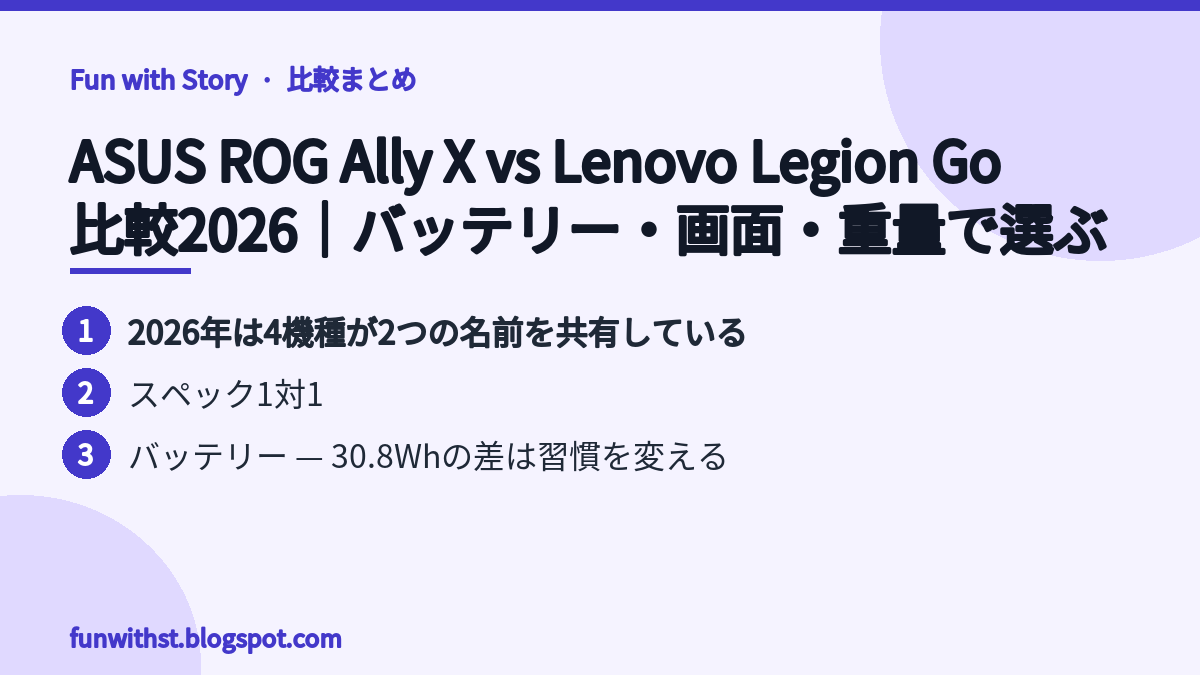 Fun with Story · 比較まとめ
ASUS ROG Ally X vs Lenovo Legion Go
比較2026｜バッテリー・画面・重量で選ぶ
1 2026年は4機種が2つの名前を共有している
2 スペック1対1
3 バッテリー — 30.8Whの差は習慣を変える
funwithst.blogspot.com